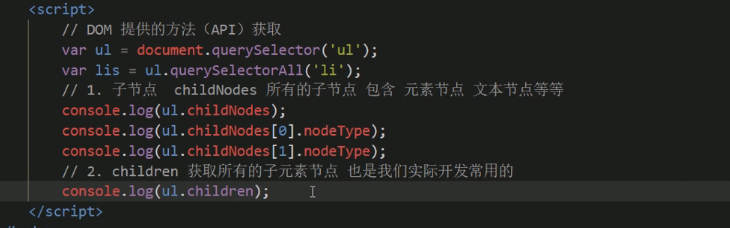 <script>
// DOM 提供的方法（API）获取
var ul = document.querySelector('ul');
var lis = ul.querySelectorAll('li');
// 1. 子节点  childNodes 所有的子节点 包含 元素节点 文本节点等等
console.log(ul.childNodes);
console.log(ul.childNodes[0].nodeType);
console.log(ul.childNodes[1].nodeType);
// 2. children 获取所有的子元素节点 也是我们实际开发常用的
console.log(ul.children);
</script>